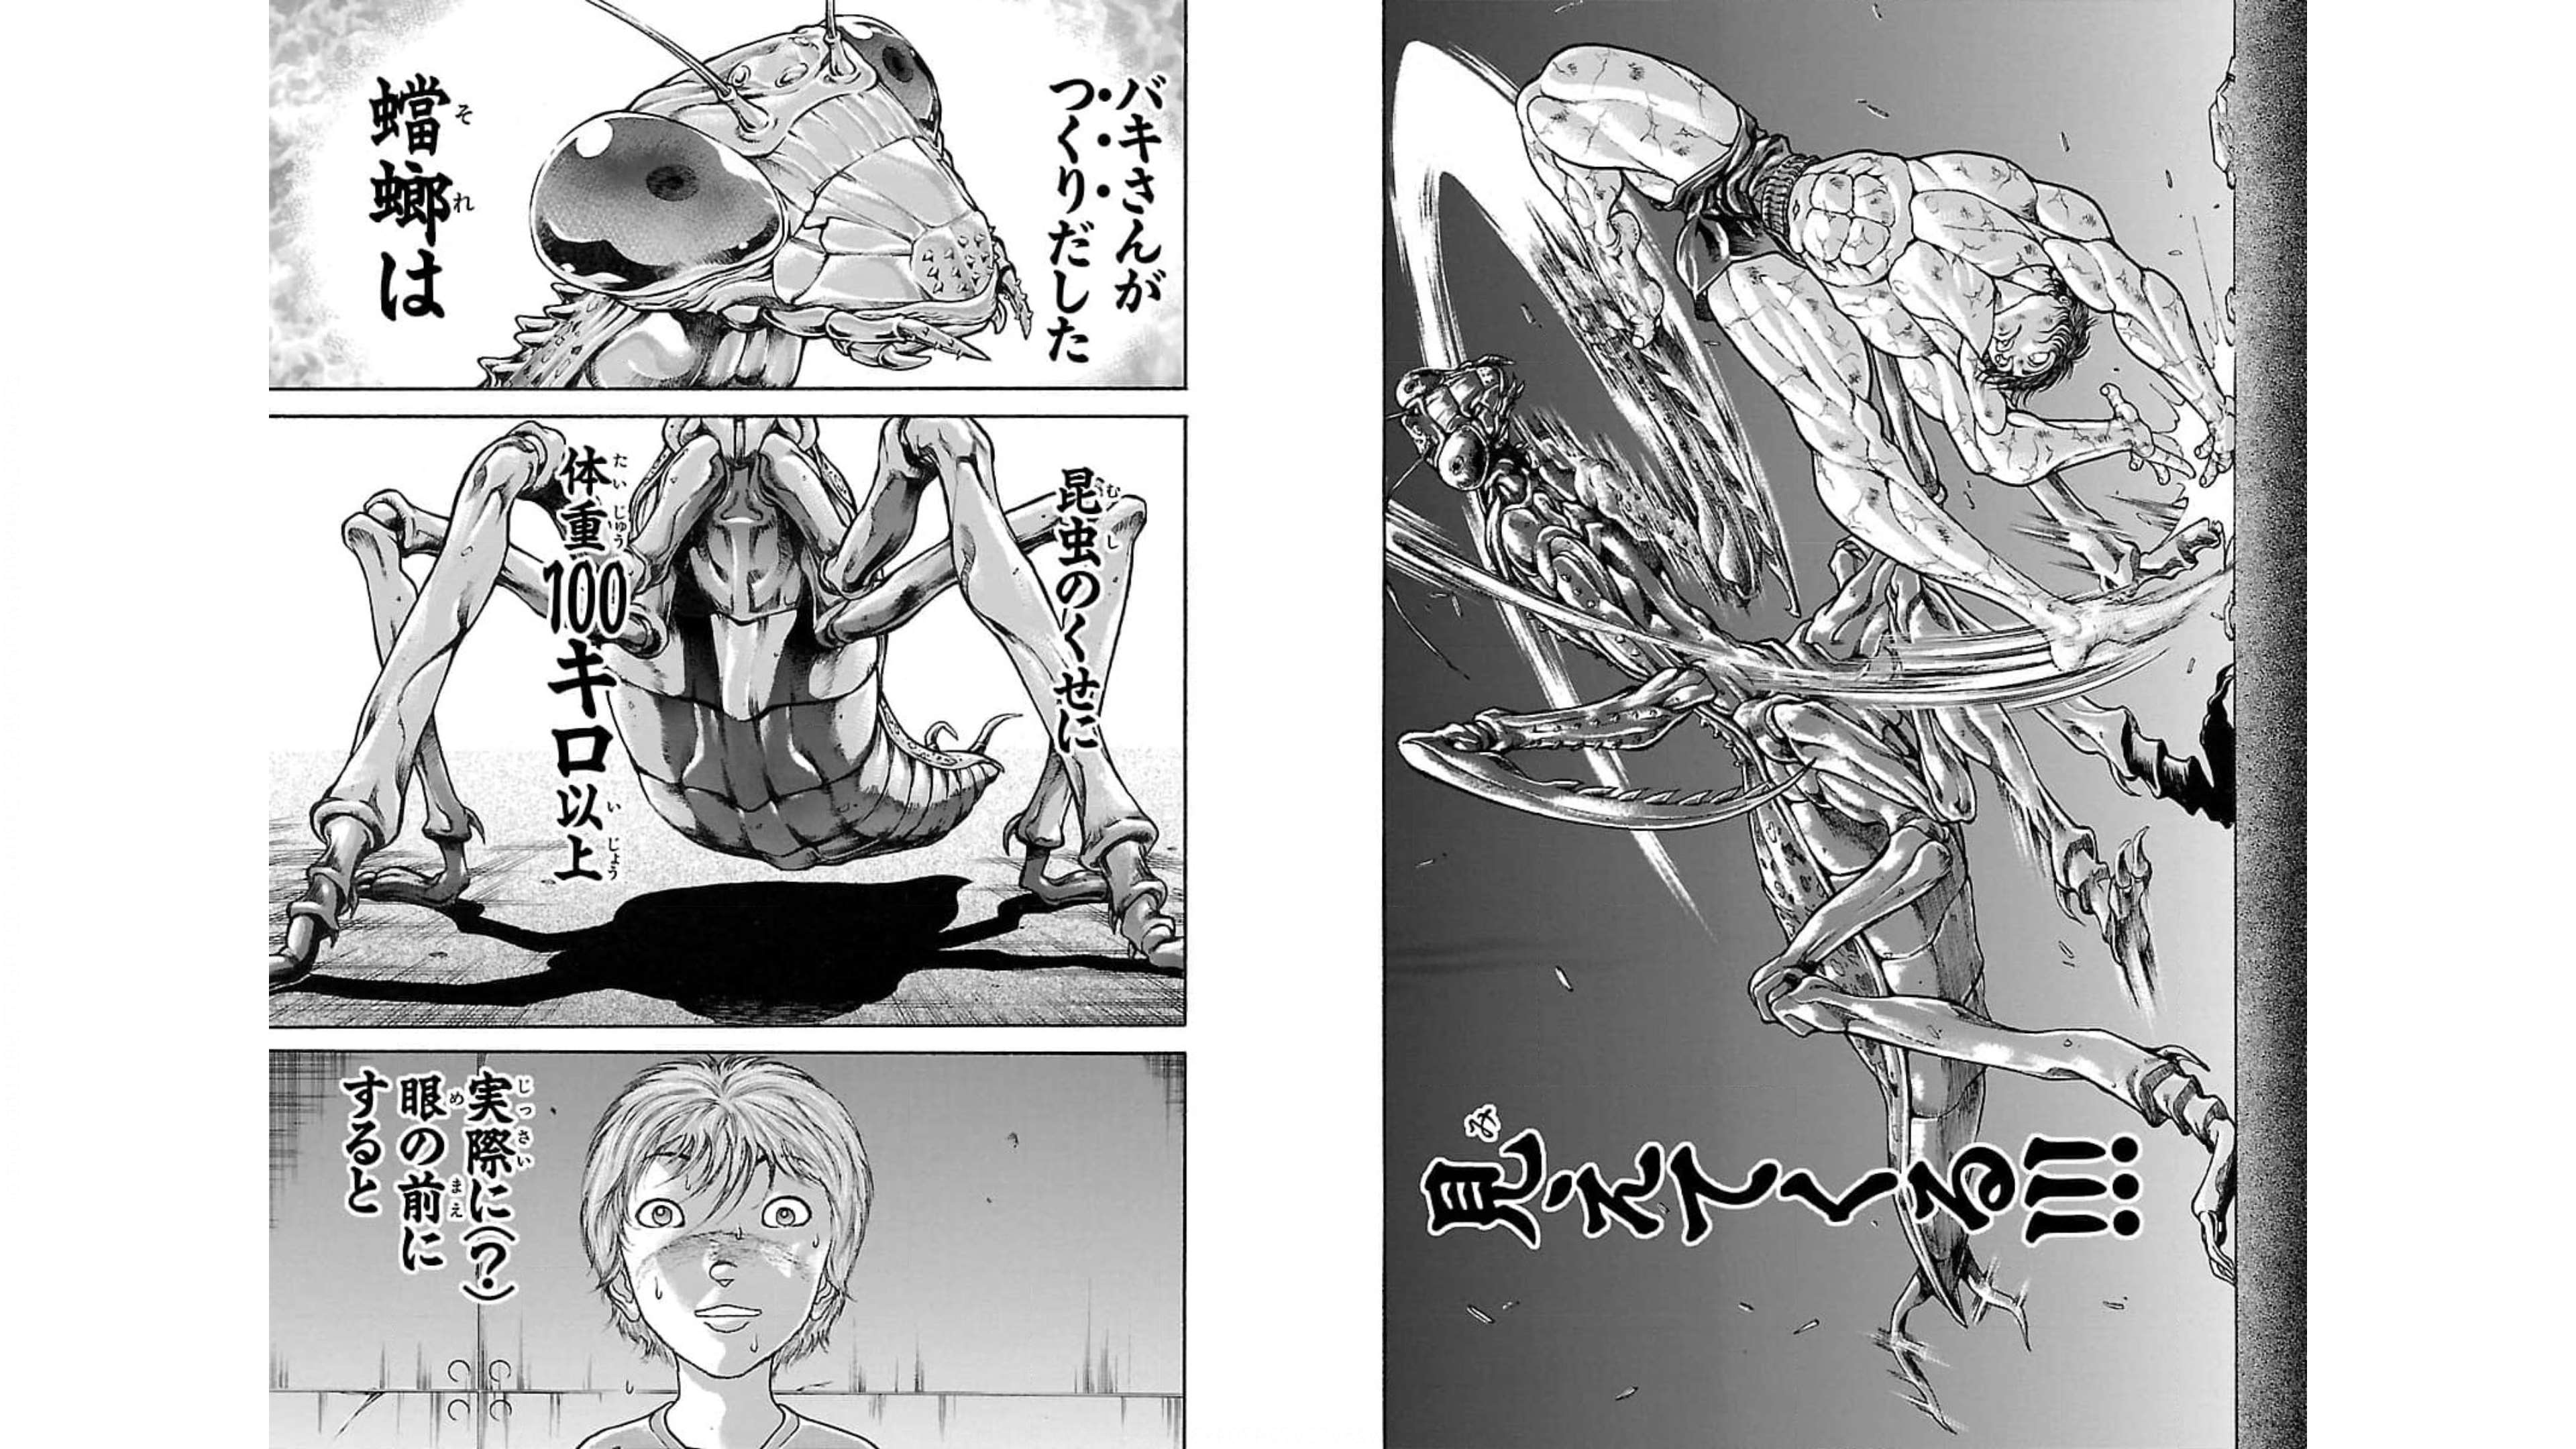 見えてくる!!!
バキさんが
つくりだした
蟷螂は
昆虫のくせに
体重100キロ以上
実際に(?)
眼の前に
すると